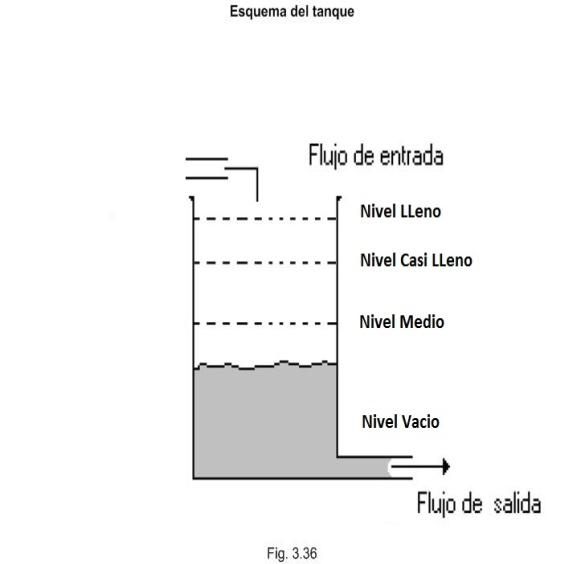 Esquema del tanque
Flujo de entrada
Nivel LLeno
Nivel Casi LLeno
Nivel Medio
Nivel Vacio
Flujo de salida
Fig. 3.36